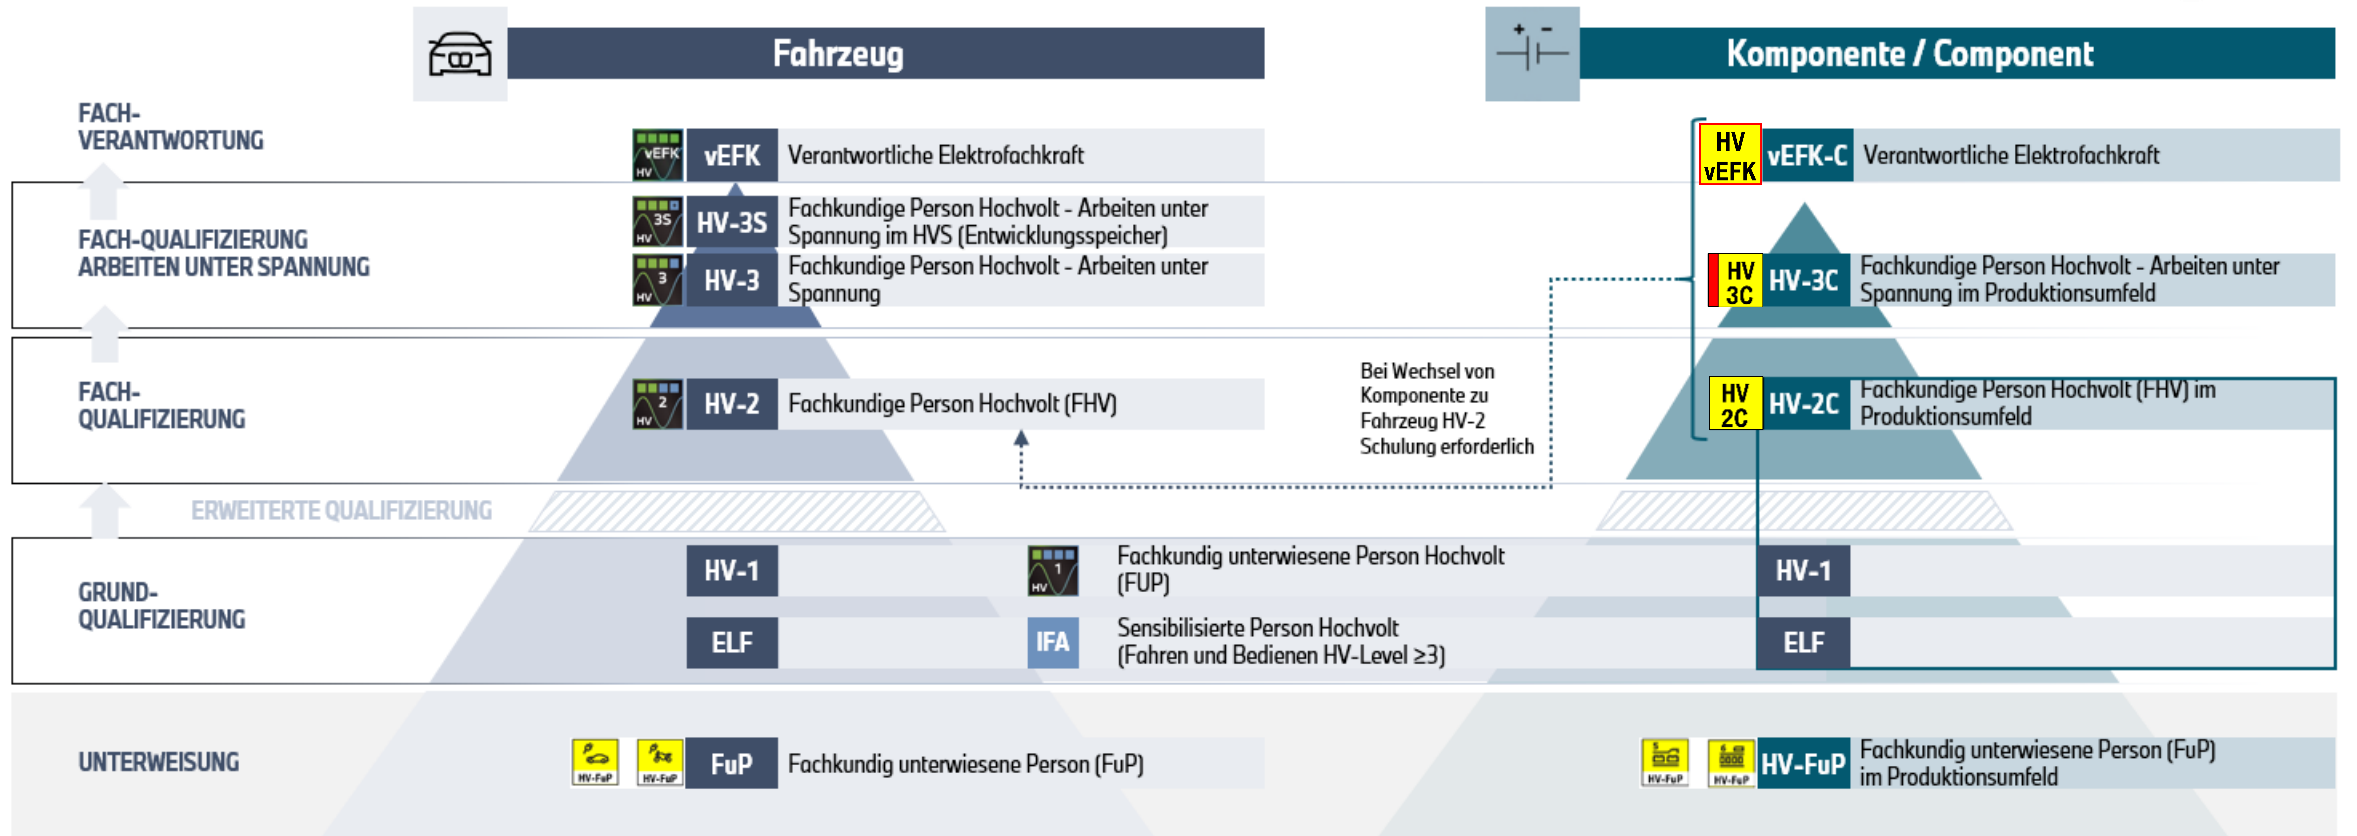 Fahrzeug
+ -
Komponente / Component
FACH-
VERANTWORTUNG
vEFK
HV
vEFK
Verantwortliche Elektrofachkraft
HV
vEFK
vEFK-C
Verantwortliche Elektrofachkraft
FACH-QUALIFIZIERUNG
ARBEITEN UNTER SPANNUNG
3S
HV
HV-3S
Fachkundige Person Hochvolt - Arbeiten unter
Spannung im HVS (Entwicklungsspeicher)
3
HV
HV-3
Fachkundige Person Hochvolt - Arbeiten unter
Spannung
HV
3C
HV-3C
Fachkundige Person Hochvolt - Arbeiten unter
Spannung im Produktionsumfeld
FACH-
QUALIFIZIERUNG
2
HV
HV-2
Fachkundige Person Hochvolt (FHV)
Bei Wechsel von
Komponente zu
Fahrzeug HV-2
Schulung erforderlich
HV
2C
HV-2C
Fachkundige Person Hochvolt (FHV) im
Produktionsumfeld
ERWEITERTE QUALIFIZIERUNG
GRUND-
QUALIFIZIERUNG
HV-1
1
HV
Fachkundig unterwiesene Person Hochvolt
(FUP)
HV-1
ELF
IFA
Sensibilisierte Person Hochvolt
(Fahren und Bedienen HV-Level ≥3)
ELF
UNTERWEISUNG
HV-FuP
HV-FuP
FuP
Fachkundig unterwiesene Person (FuP)
HV-FuP
HV-FuP
HV-FuP
Fachkundig unterwiesene Person (FuP)
im Produktionsumfeld